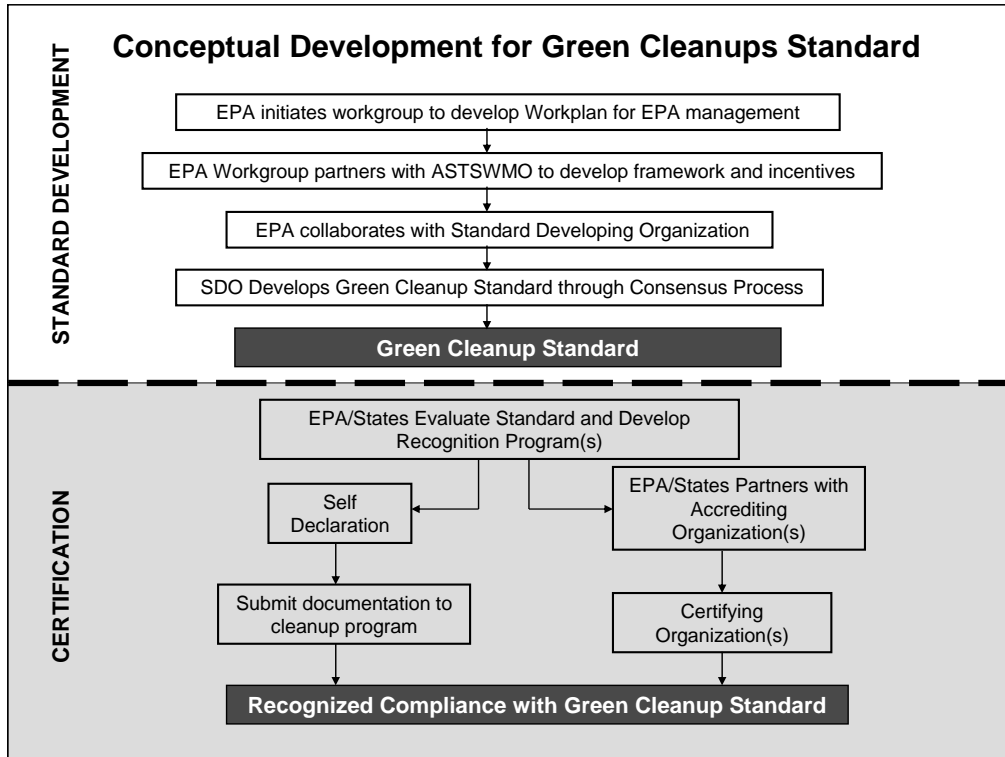 Conceptual Development for Green Cleanups Standard
STANDARD DEVELOPMENT
EPA initiates workgroup to develop Workplan for EPA management
EPA Workgroup partners with ASTSWMO to develop framework and incentives
EPA collaborates with Standard Developing Organization
SDO Develops Green Cleanup Standard through Consensus Process
Green Cleanup Standard
CERTIFICATION
EPA/States Evaluate Standard and Develop
Recognition Program(s)
Self
Declaration
EPA/States Partners with
Accrediting
Organization(s)
Submit documentation to
cleanup program
Certifying
Organization(s)
Recognized Compliance with Green Cleanup Standard